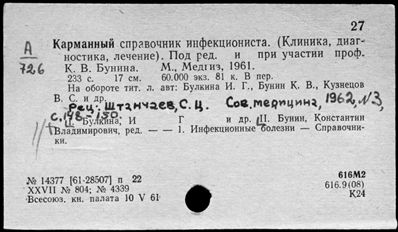 27
А
726
Карманный справочник инфекциониста. (Клиника, диаг-
ностика, лечение). Под ред. и при участии проф.
К. В. Бунина. М., Медгиз, 1961.
233 с. 17 см. 60.000 экз. 81 к. В пер.
На обороте тит. л. авт: Булкина И. Г., Бунин К. В., Кузнецов
В. С. и др.
Рец: Штанчаев, С. Ц. Сов. медицина, 1962, N3,
с. 148-150.
Булкина, И Г и др. II. Бунин, Константин
Владимирович, ред. — — 1. Инфекционные болезни — Справочни-
ки.
№ 14377 [61-28507] п 22
XXVII № 804; № 4339
Всесоюз. кн. палата 10 V 61
616М2
616.9(08)
К24